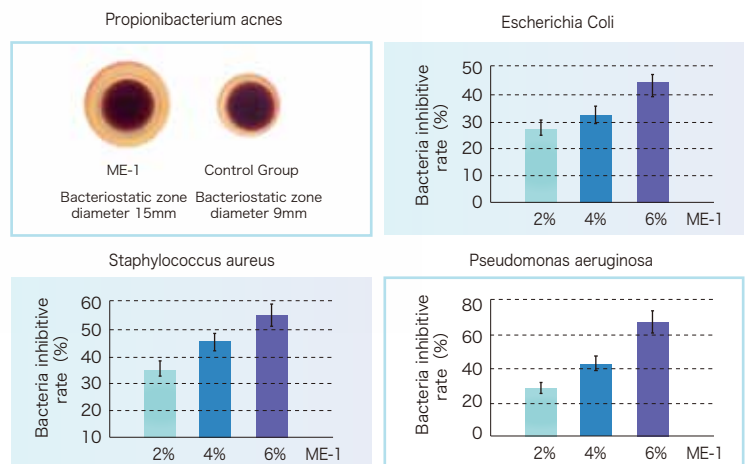 Propionibacterium acnes
ME-1
Control Group
Bacteriostatic zone
diameter 15mm
Bacteriostatic zone
diameter 9mm
Escherichia Coli
Bacteria inhibitive
rate (%)
50
40
30
20
10
0
2% 4% 6% ME-1
Staphylococcus aureus
Bacteria inhibitive
rate (%)
60
50
40
30
20
10
2% 4% 6% ME-1
Pseudomonas aeruginosa
Bacteria inhibitive
rate (%)
80
60
40
20
0
2% 4% 6% ME-1